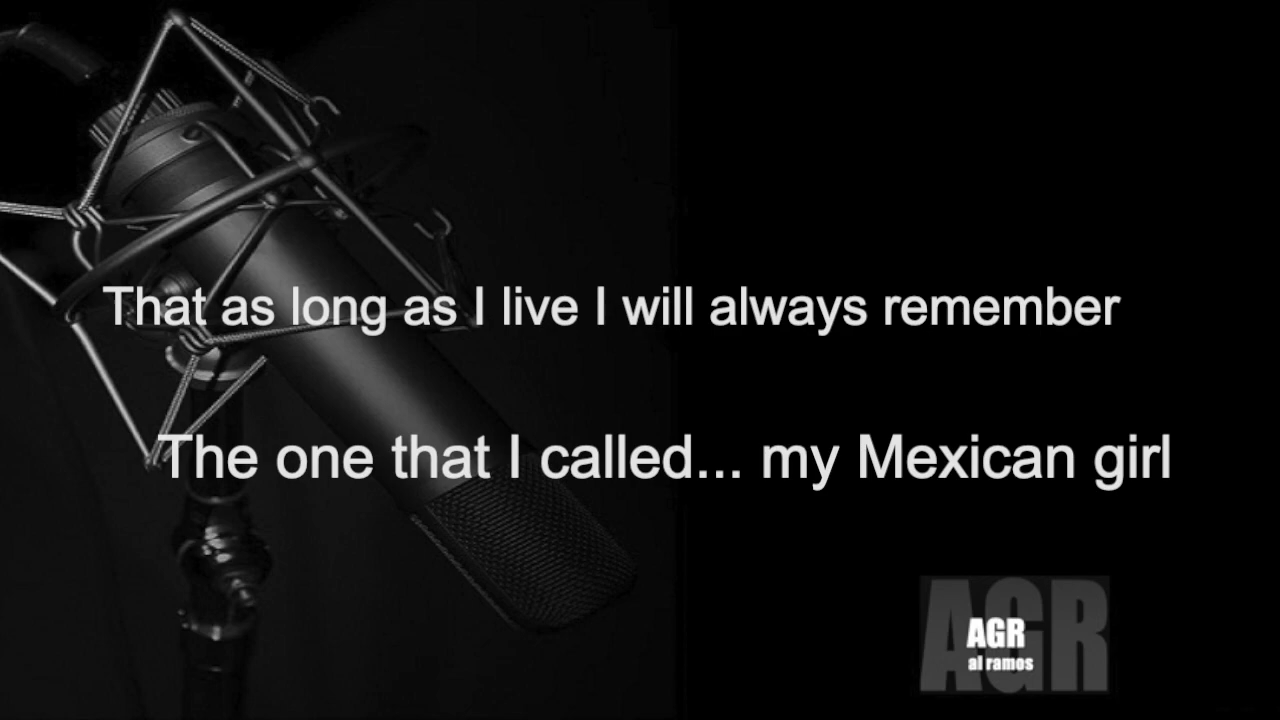 That as long as I live I will always remember
The one that I called... my Mexican girl
AGR
AGR
al ramos